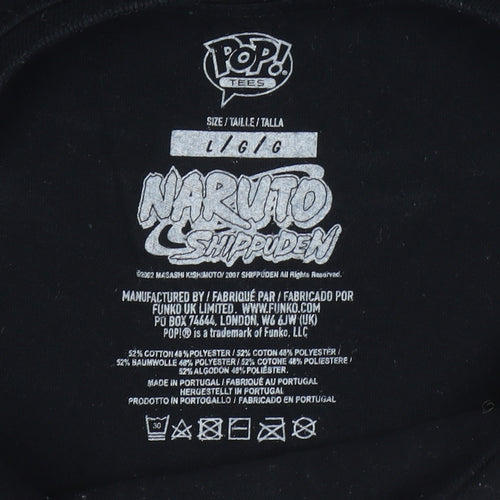 POP!®
TEES
SIZE / TAILLE / TALLA
L / G / G
NARUTO
SHIPPUDEN
©2002 MASASHI KISHIMOTO/ 2007 SHIPPUDEN All Rights Reserved.
MANUFACTURED BY / FABRIQUÉ PAR / FABRICADO POR
FUNKO UK LIMITED. WWW.FUNKO.COM
PO BOX 74644, LONDON, W6 6JW (UK)
POP!® is a trademark of Funko, LLC
52% COTTON 48% POLYESTER / 52% COTON 48% POLYESTER /
52% BAUMWOLLE 48% POLYESTER / 52% COTONE 48% POLIESTERE /
52% ALGODÓN 48% POLIÉSTER.
MADE IN PORTUGAL / FABRIQUÉ AU PORTUGAL
HERGESTELLT IN PORTUGAL
PRODOTTO IN PORTOGALLO / FABRICADO EN PORTUGAL
30